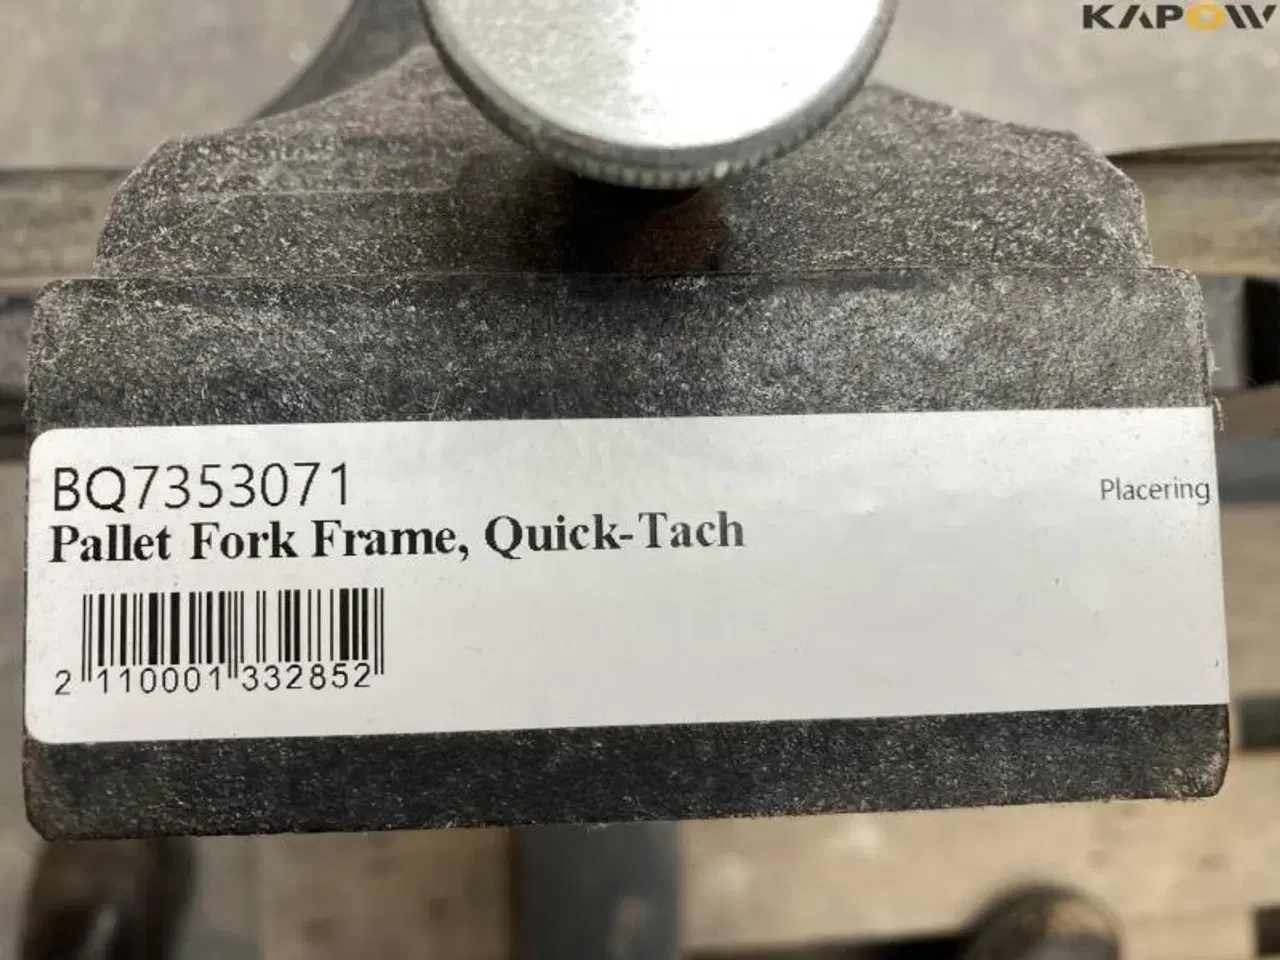 KAPOW
BQ7353071
Placering
Pallet Fork Frame, Quick-Tach
2 110001 332852